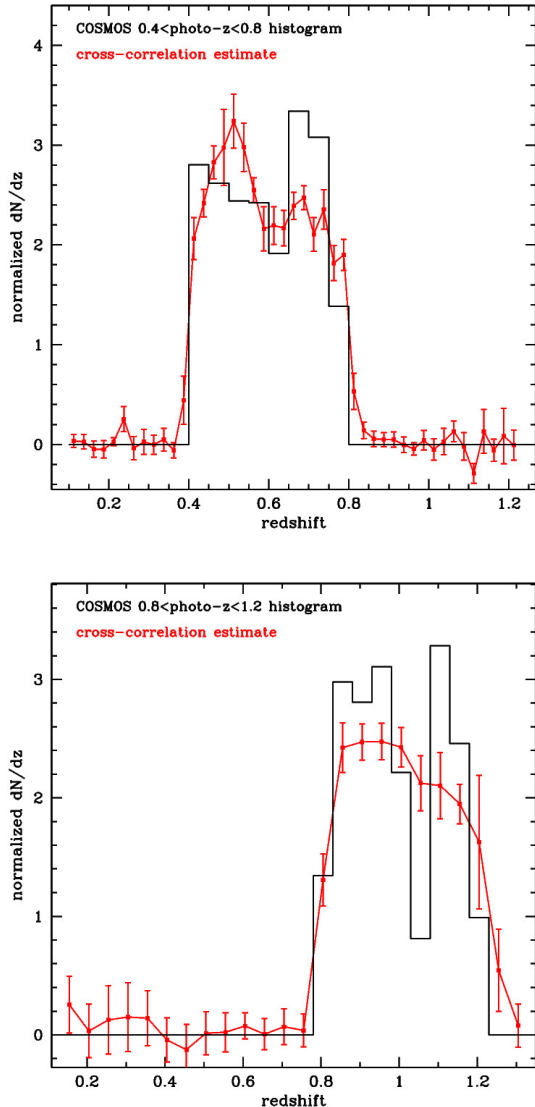 COSMOS 0.4<photo-z<0.8 histogram
cross-correlation estimate
4
3
2
1
0
normalized dN/dz
0.2 0.4 0.6 0.8 1 1.2
redshift
COSMOS 0.8<photo-z<1.2 histogram
cross-correlation estimate
3
2
1
0
normalized dN/dz
0.2 0.4 0.6 0.8 1 1.2
redshift